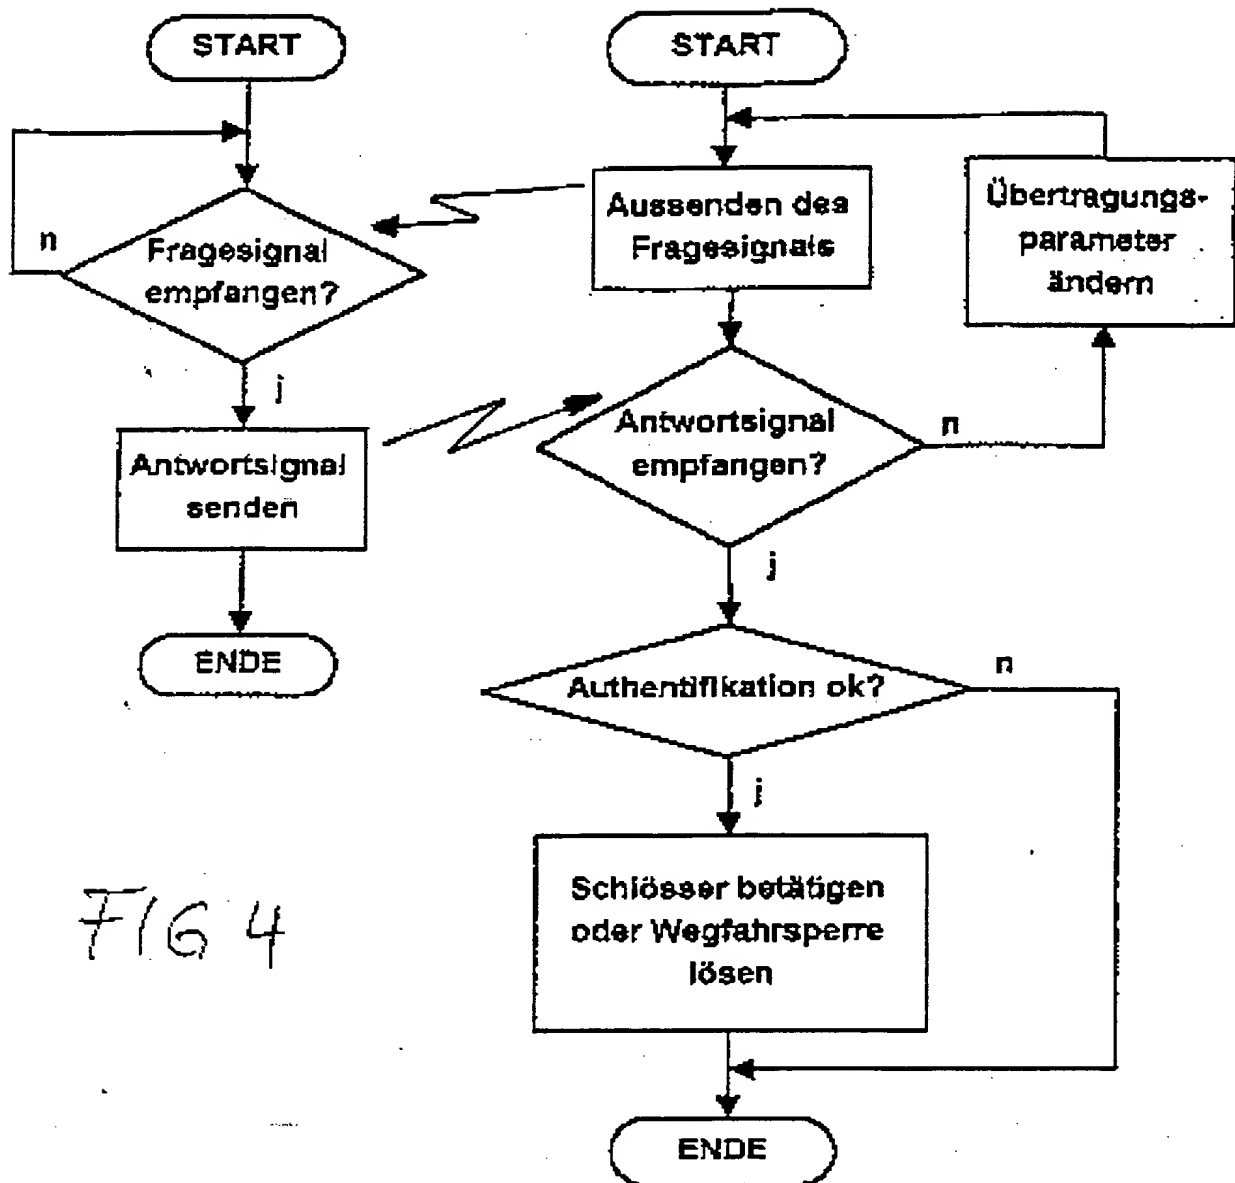 START
START
Fragesignal
empfangen?
n
j
Antwortsignal
senden
ENDE
Aussenden des
Fragesignals
Übertragungs-
parameter
ändern
Antwortsignal
empfangen?
n
j
Authentifikation ok?
n
j
Schlösser betätigen
oder Wegfahrsperre
lösen
ENDE
FIG 4